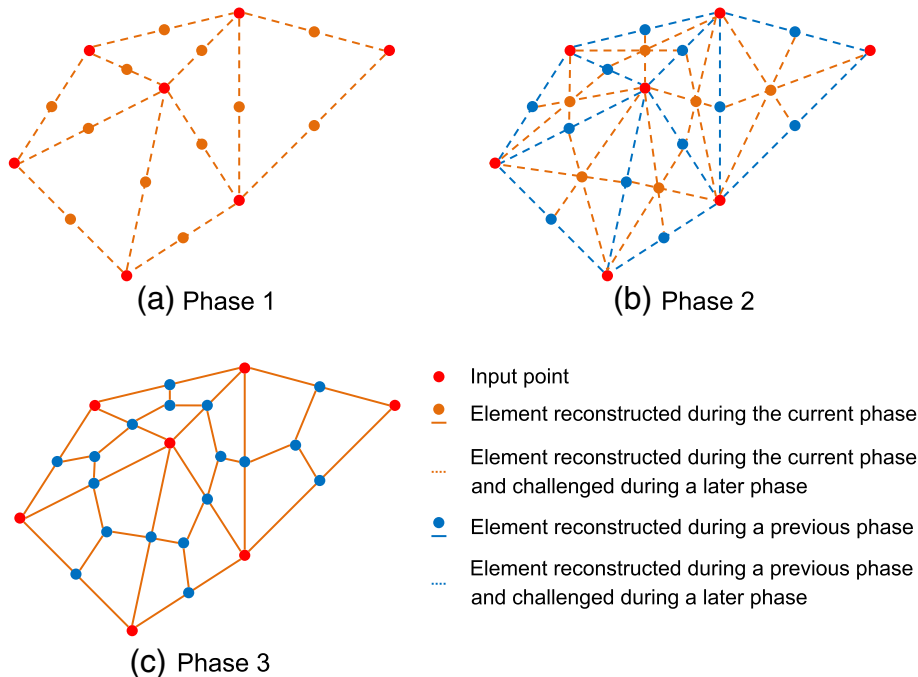 (a) Phase 1
(b) Phase 2
(c) Phase 3
Input point
Element reconstructed during the current phase
Element reconstructed during the current phase
and challenged during a later phase
Element reconstructed during a previous phase
Element reconstructed during a previous phase
and challenged during a later phase